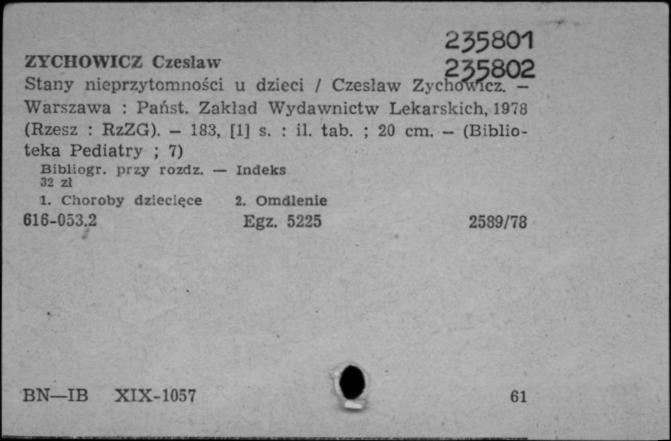 235801
ZYCHOWICZ Czesław
235802
Stany nieprzytomności u dzieci / Czesław Zychowicz. —
Warszawa : Państ. Zakład Wydawnictw Lekarskich, 1978
(Rzesz : RzZG). — 183, [1] s. : il. tab. ; 20 cm. — (Biblio-
teka Pediatry ; 7)
Bibliogr. przy rozdz. — Indeks
32 zł
1. Choroby dziecięce 2. Omdlenie
616-053.2 Egz. 5225 2589/78
BN—IB XIX-1057 61